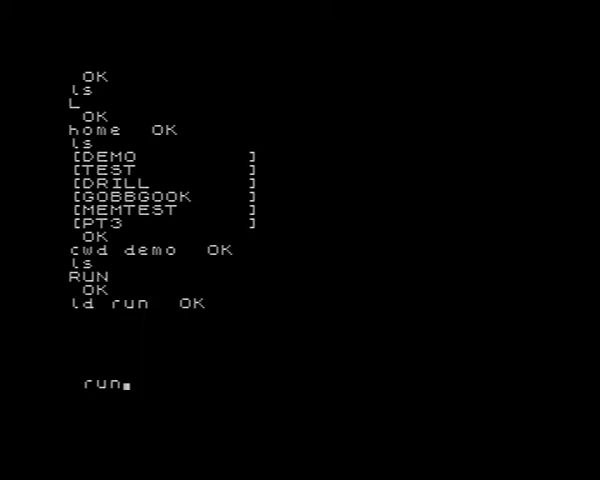 OK
ls
L
OK
home OK
ls
[DEMO ]
[TEST ]
[DRILL ]
[GOBBGOOK ]
[MEMTEST ]
[PT3 ]
OK
cwd demo OK
ls
RUN
OK
ld run OK
run